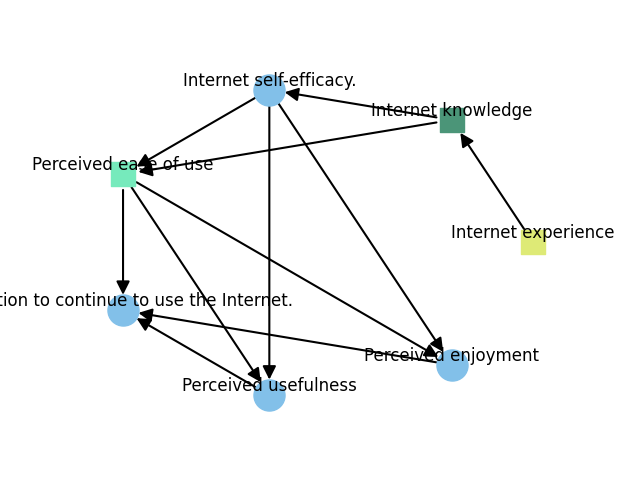 Internet self-efficacy.
Internet knowledge
Perceived ease of use
Internet experience
tion to continue to use the Internet.
Perceived enjoyment
Perceived usefulness